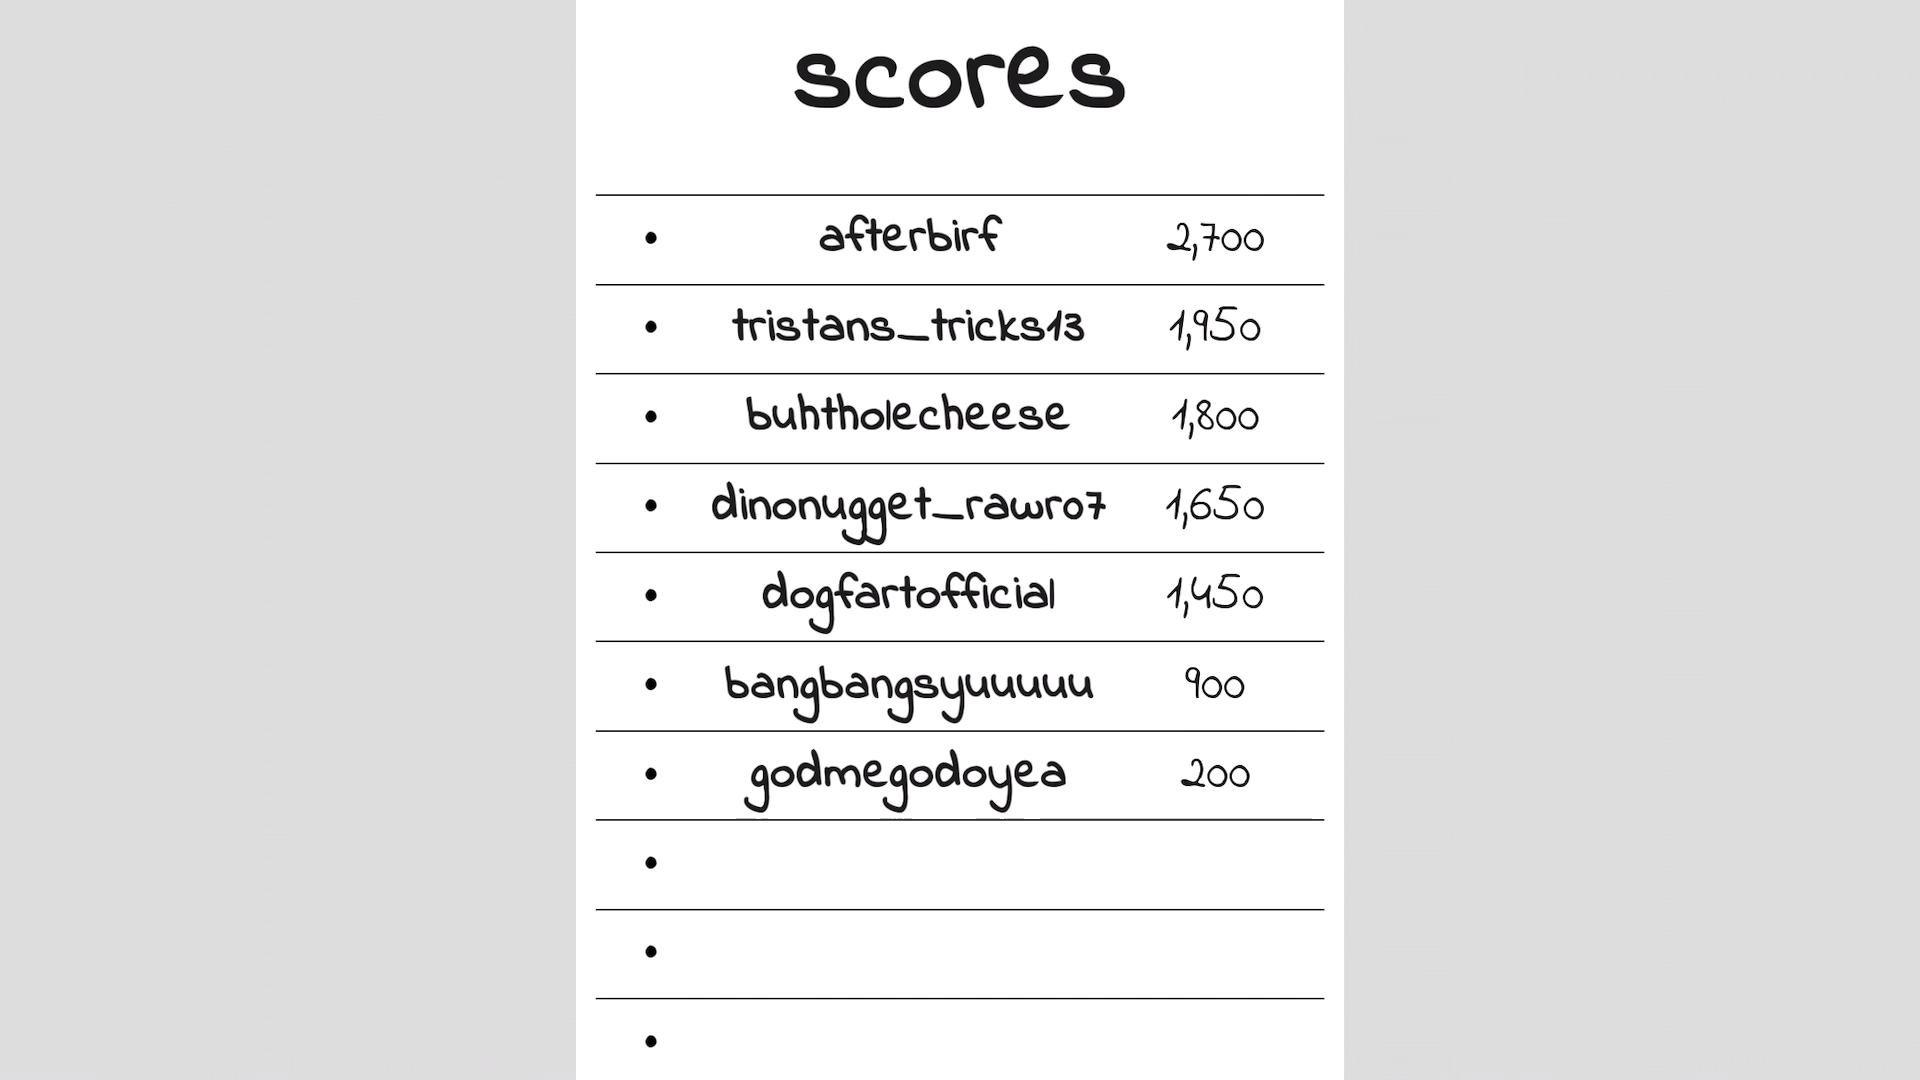 scores
• afterbirf 2,700
• tristans_tricks13 1,950
• buhtholecheese 1,800
• dinonugget_rawr07 1,650
• dogfartofficial 1,450
• bangbangsyuuuuu 900
• godmegodoyea 200
•
•
•